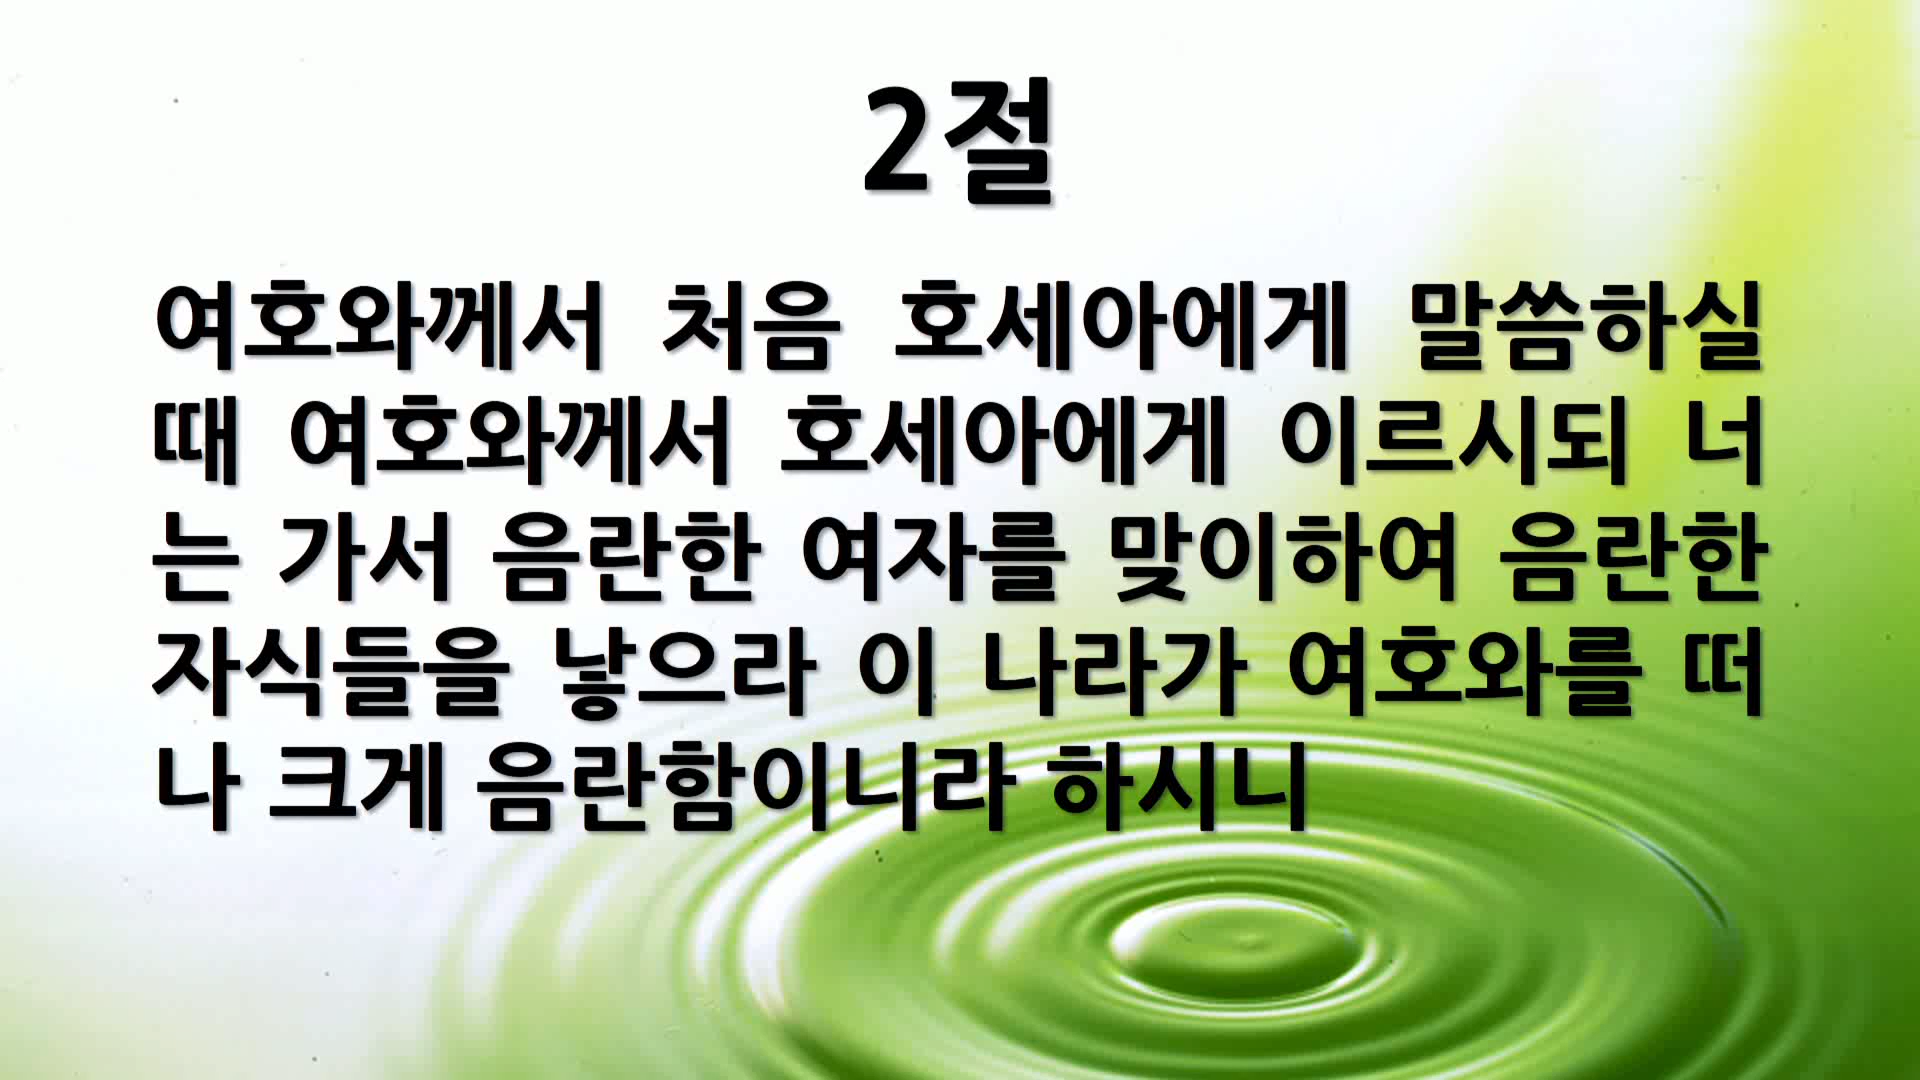 2절
여호와께서 처음 호세아에게 말씀하실
때 여호와께서 호세아에게 이르시되 너
는 가서 음란한 여자를 맞이하여 음란한
자식들을 낳으라 이 나라가 여호와를 떠
나 크게 음란함이니라 하시니